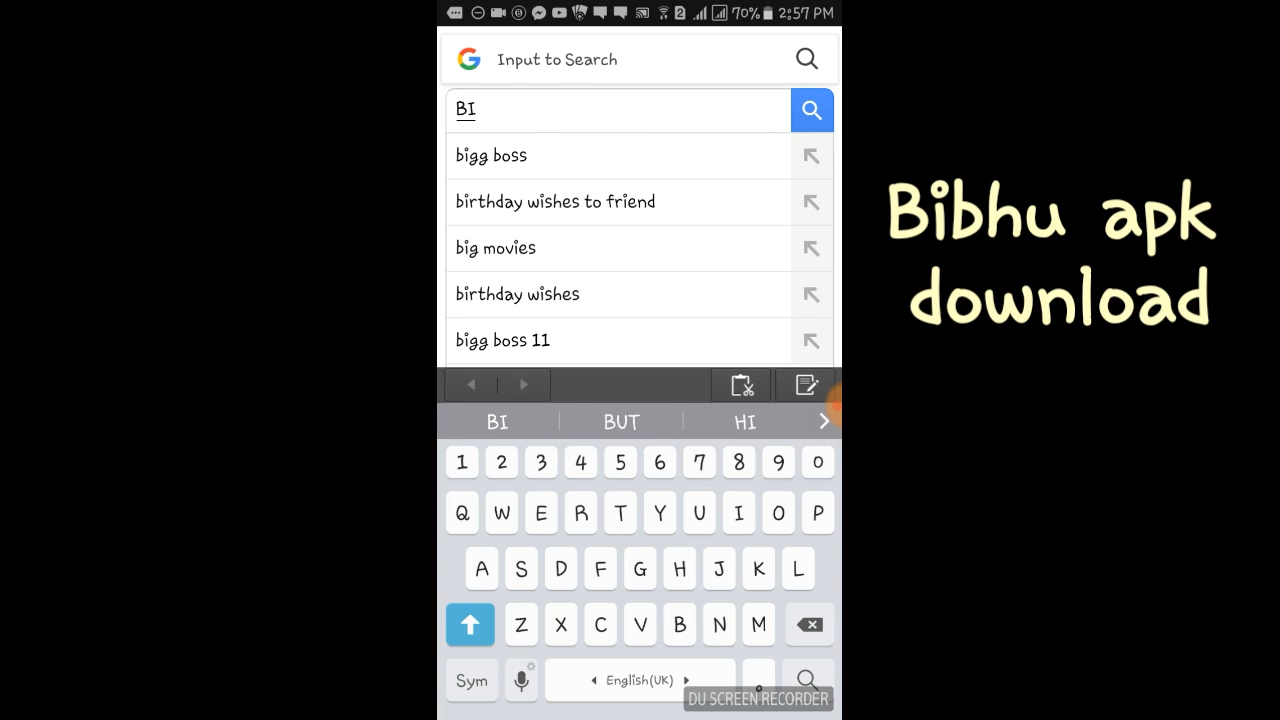 2 70% 2:57 PM
Input to Search
BI
bigg boss
birthday wishes to friend
big movies
birthday wishes
bigg boss 11
BI BUT HI
1 2 3 4 5 6 7 8 9 0
Q W E R T Y U I O P
A S D F G H J K L
Z X C V B N M
Sym English(UK) .
DU SCREEN RECORDER
Bibhu apk
download